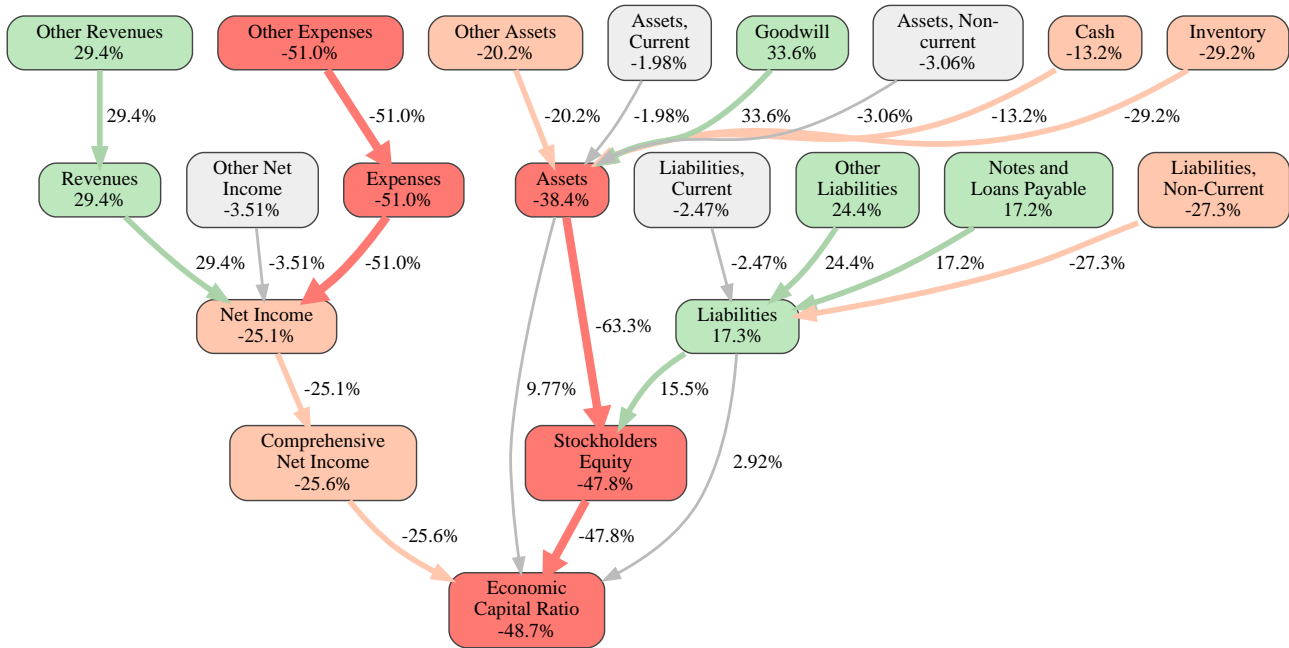 Other Revenues
29.4%
Other Expenses
-51.0%
Other Assets
-20.2%
Assets,
Current
-1.98%
Goodwill
33.6%
Assets, Non-
current
-3.06%
Cash
-13.2%
Inventory
-29.2%
29.4%
-51.0%
-20.2%
-1.98%
33.6%
-3.06%
-13.2%
-29.2%
Revenues
29.4%
Other Net
Income
-3.51%
Expenses
-51.0%
Assets
-38.4%
Liabilities,
Current
-2.47%
Other
Liabilities
24.4%
Notes and
Loans Payable
17.2%
Liabilities,
Non-Current
-27.3%
29.4%
-3.51%
-51.0%
-2.47%
24.4%
17.2%
-27.3%
Net Income
-25.1%
-63.3%
Liabilities
17.3%
-25.1%
9.77%
15.5%
Comprehensive
Net Income
-25.6%
Stockholders
Equity
-47.8%
2.92%
-25.6%
-47.8%
Economic
Capital Ratio
-48.7%